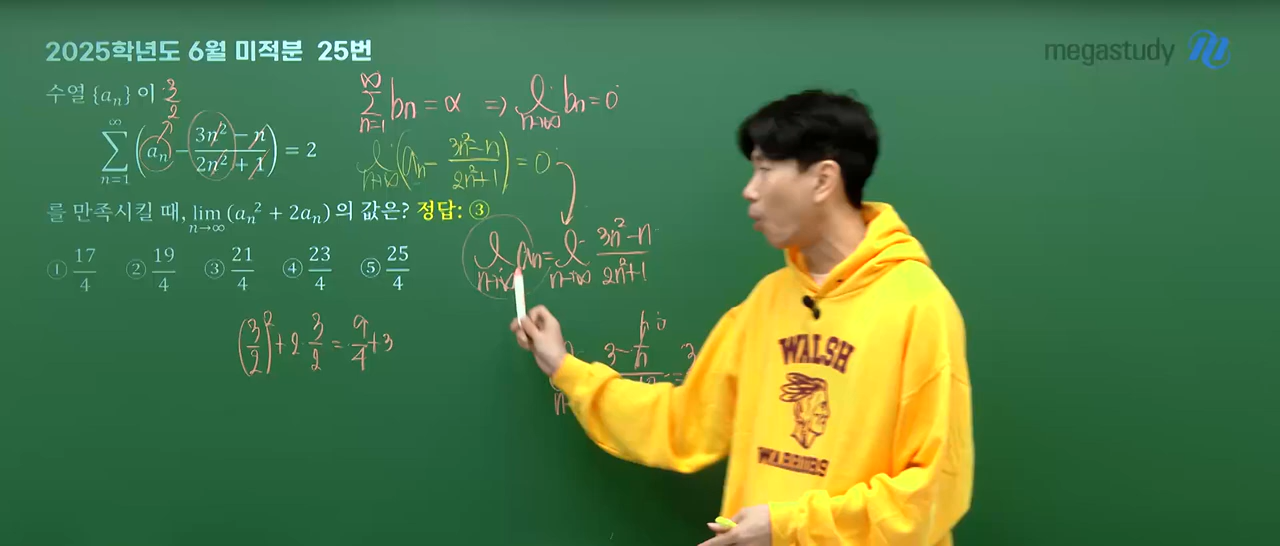 2025학년도 6월 미적분 25번
megastudy
수열 {aₙ}이
3/2
∑_{n=1}^{∞} (aₙ − (3n² − n)/(2n² + 1)) = 2
를 만족시킬 때, lim_{n→∞} (aₙ² + 2aₙ)의 값은? 정답: ③
① 17/4 ② 19/4 ③ 21/4 ④ 23/4 ⑤ 25/4
∑_{n=1}^{∞} bn = α ⇒ lim_{n→∞} bn = 0
lim_{n→∞} (an − (3n²−n)/(2n²+1)) = 0
lim_{n→∞} an = lim_{n→∞} (3n²−n)/(2n²+1)
(3/2)² + 2·3/2 = 9/4 + 3
WALSH
WARRIORS